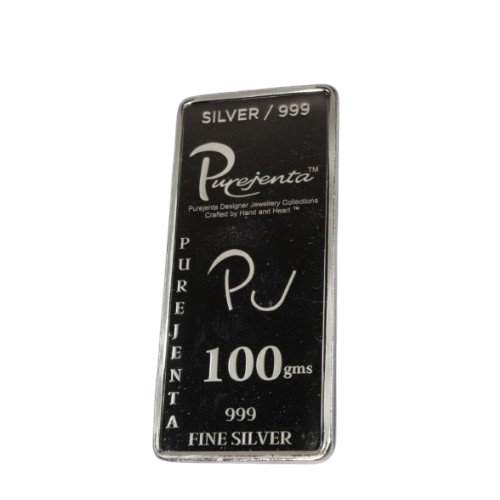 SILVER / 999
Purejenta™
Purejenta Designer Jewellery Collections
Crafted by Hand and Heart ™
PUREJENTA
PJ
100gms
999
FINE SILVER